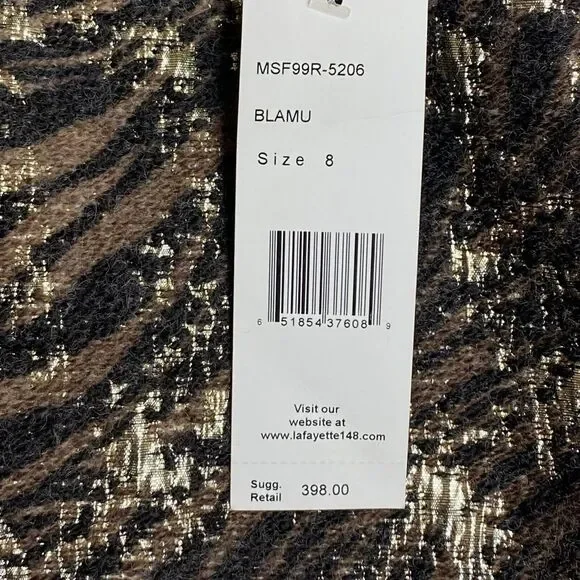 MSF99R-5206
BLAMU
Size 8
6 51854 37608 9
Visit our
website at
www.lafayette148.com
Sugg.
Retail 398.00